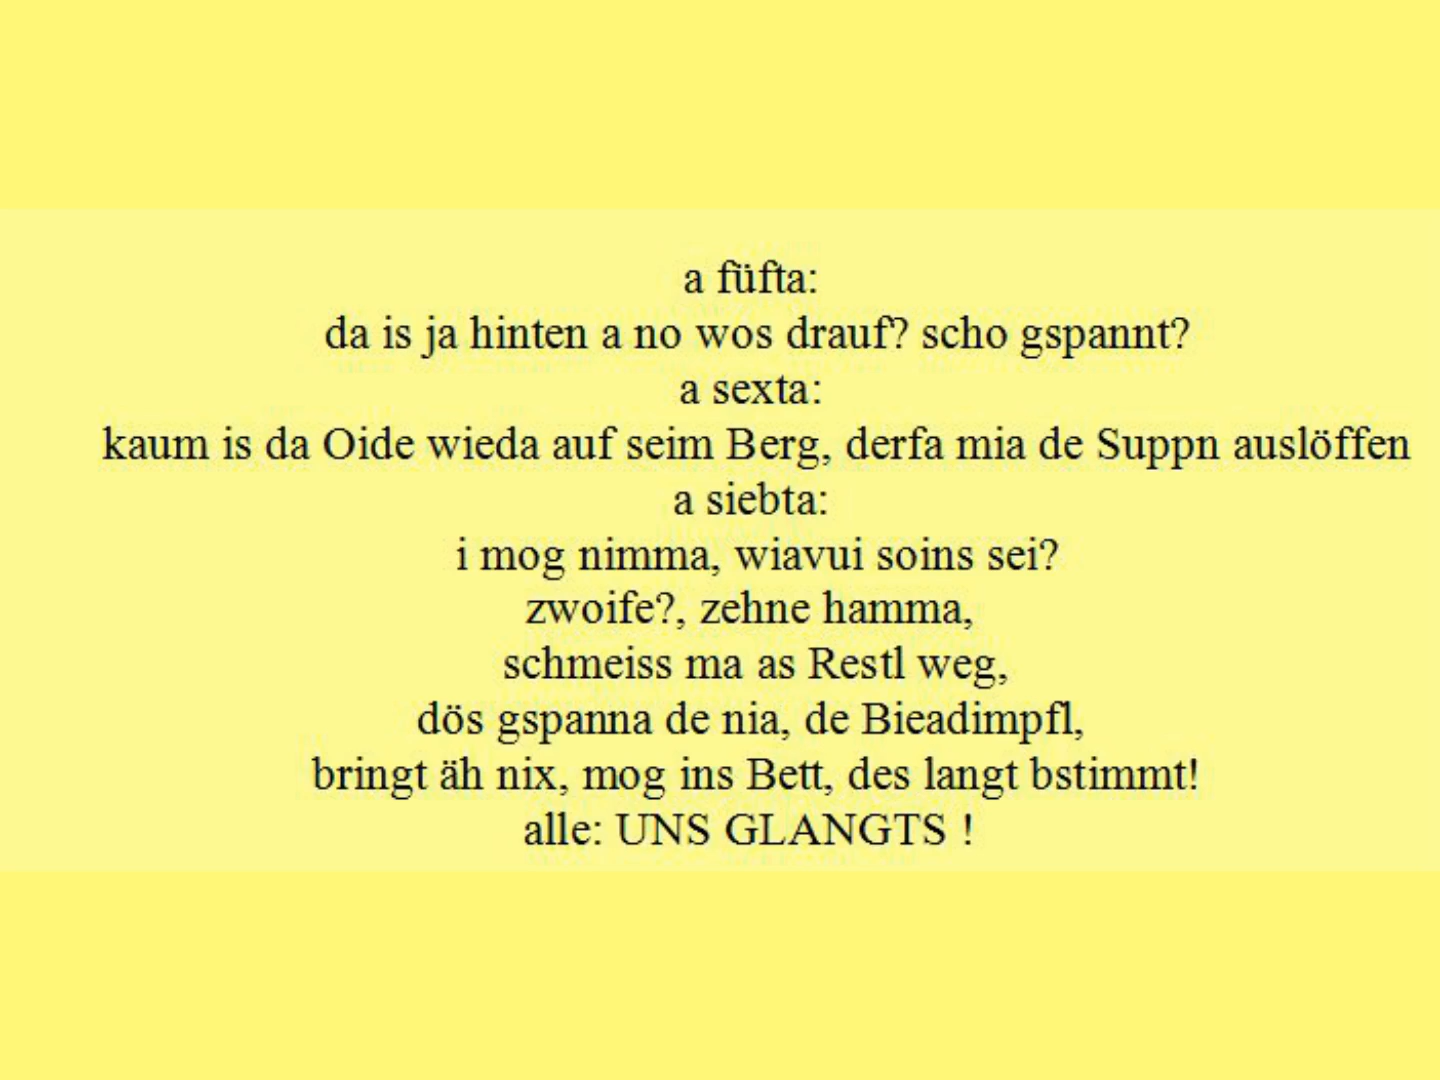 a füfta:
da is ja hinten a no wos drauf? scho gspannt?
a sexta:
kaum is da Oide wieda auf seim Berg, derfa mia de Suppn auslöffen
a siebta:
i mog nimma, wiavui soins sei?
zwoife?, zehne hamma,
schmeiss ma as Restl weg,
dös gspanna de nia, de Bieadimpfl,
bringt äh nix, mog ins Bett, des langt bstimmt!
alle: UNS GLANGTS !